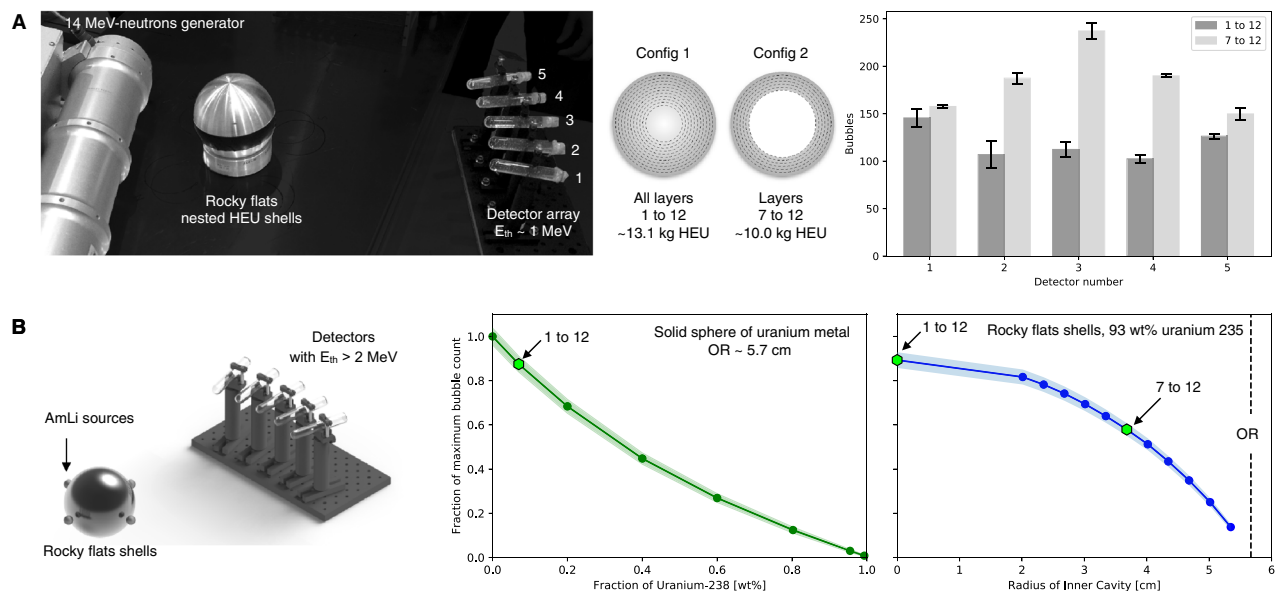 A
14 MeV-neutrons generator
Rocky flats
nested HEU shells
5
4
3
2
1
Detector array
Eth ~ 1 MeV
Config 1
Config 2
All layers
1 to 12
~13.1 kg HEU
Layers
7 to 12
~10.0 kg HEU
Bubbles
250
200
150
100
50
0
1 to 12
7 to 12
1 2 3 4 5
Detector number
B
Detectors
with Eth > 2 MeV
AmLi sources
Rocky flats shells
Fraction of maximum bubble count
1.0
0.8
0.6
0.4
0.2
0.0
1 to 12
Solid sphere of uranium metal
OR ~ 5.7 cm
0.0 0.2 0.4 0.6 0.8 1.0
Fraction of Uranium-238 [wt%]
1 to 12
Rocky flats shells, 93 wt% uranium 235
7 to 12
OR
0 1 2 3 4 5 6
Radius of Inner Cavity [cm]